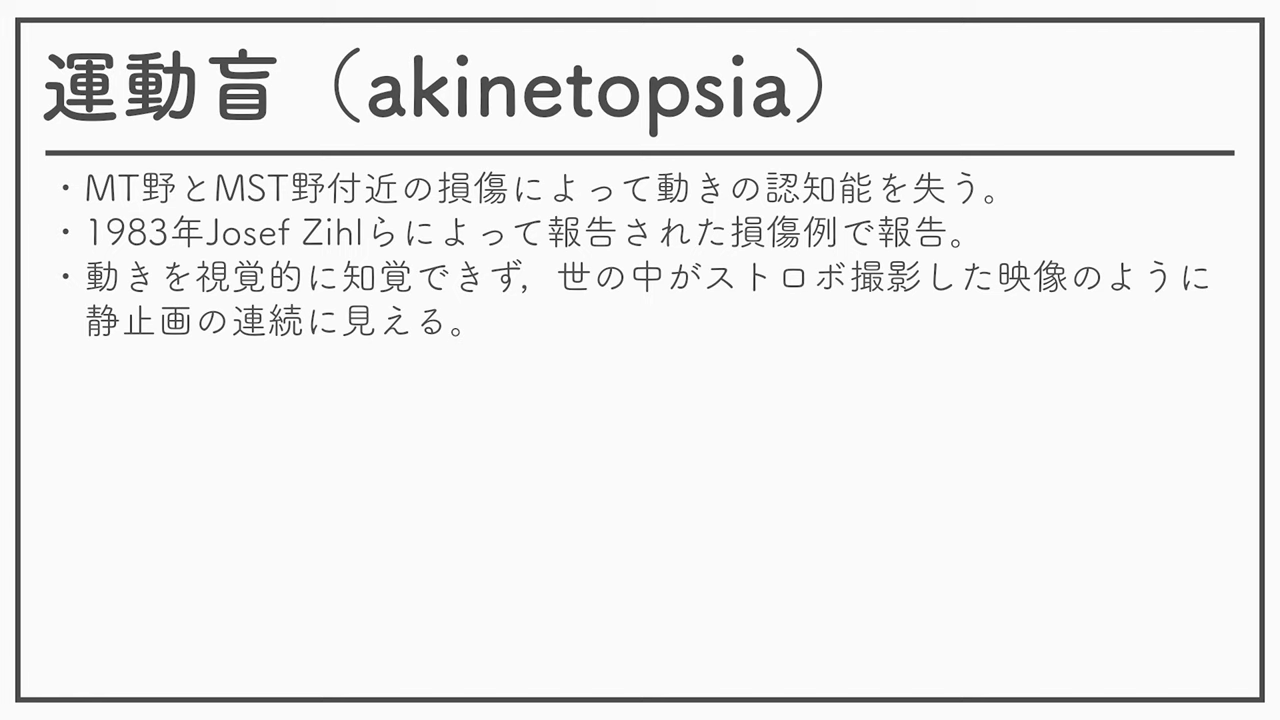 運動盲（akinetopsia）
・MT野とMST野付近の損傷によって動きの認知能を失う。
・1983年Josef Zihlらによって報告された損傷例で報告。
・動きを視覚的に知覚できず，世の中がストロボ撮影した映像のように
静止画の連続に見える。